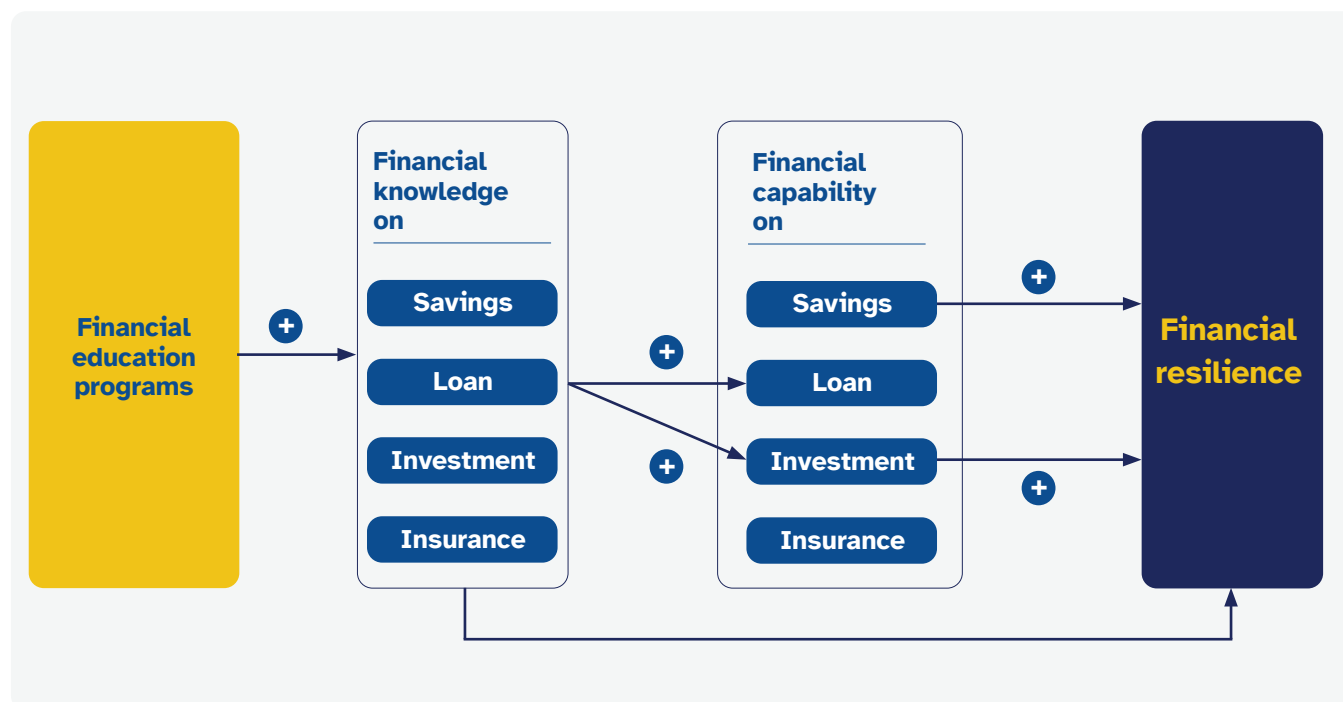 Financial
education
programs
+
Financial
knowledge
on
Savings
Loan
Investment
Insurance
+
+
Financial
capability
on
Savings
Loan
Investment
Insurance
+
+
Financial
resilience